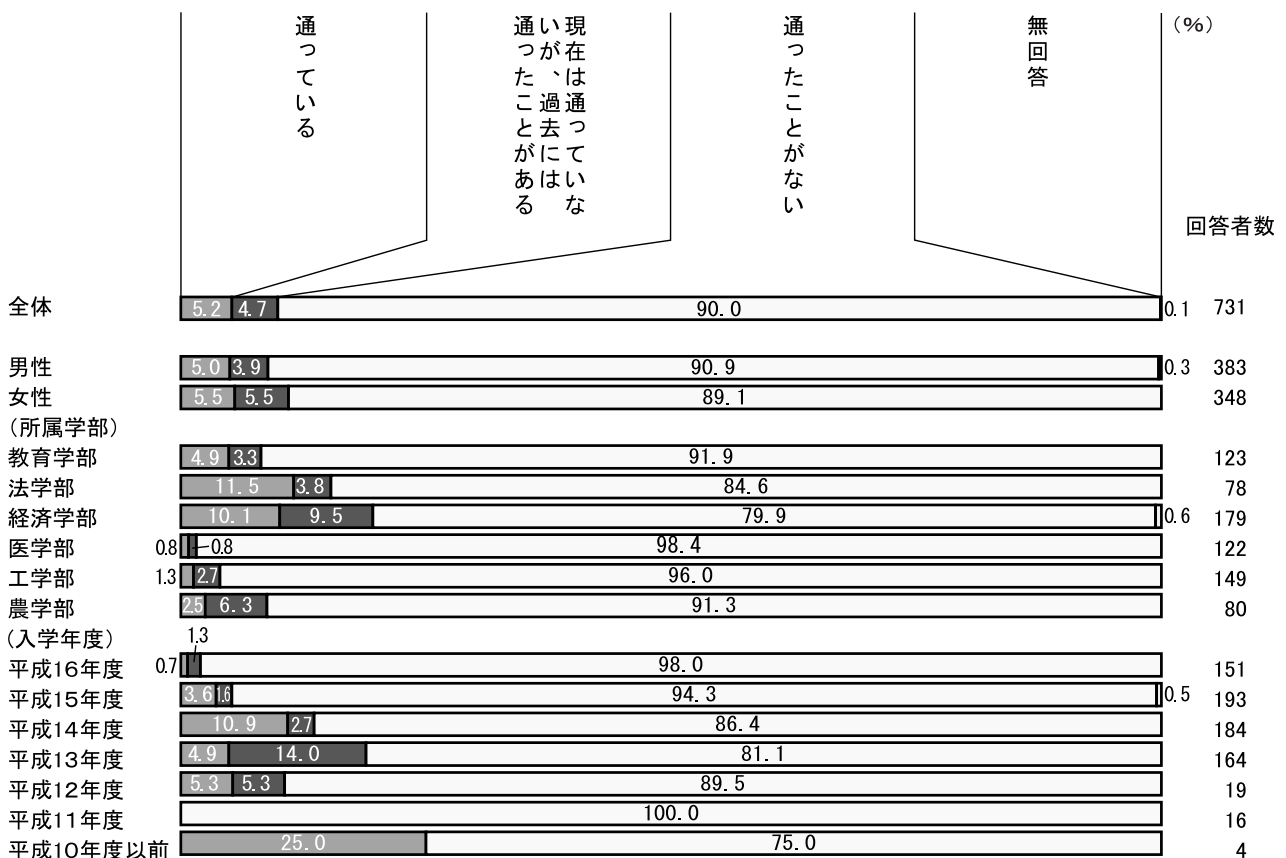 通っている
現在は通っていな
いが、過去には
通ったことがある
通ったことがない
無回答
(%)
回答者数
全体 5.2 4.7 90.0 0.1 731
男性 5.0 3.9 90.9 0.3 383
女性 5.5 5.5 89.1 348
(所属学部)
教育学部 4.9 3.3 91.9 123
法学部 11.5 3.8 84.6 78
経済学部 10.1 9.5 79.9 0.6 179
医学部 0.8 0.8 98.4 122
工学部 1.3 2.7 96.0 149
農学部 2.5 6.3 91.3 80
(入学年度)
平成16年度 0.7 1.3 98.0 151
平成15年度 3.6 1.6 94.3 0.5 193
平成14年度 10.9 2.7 86.4 184
平成13年度 4.9 14.0 81.1 164
平成12年度 5.3 5.3 89.5 19
平成11年度 100.0 16
平成10年度以前 25.0 75.0 4